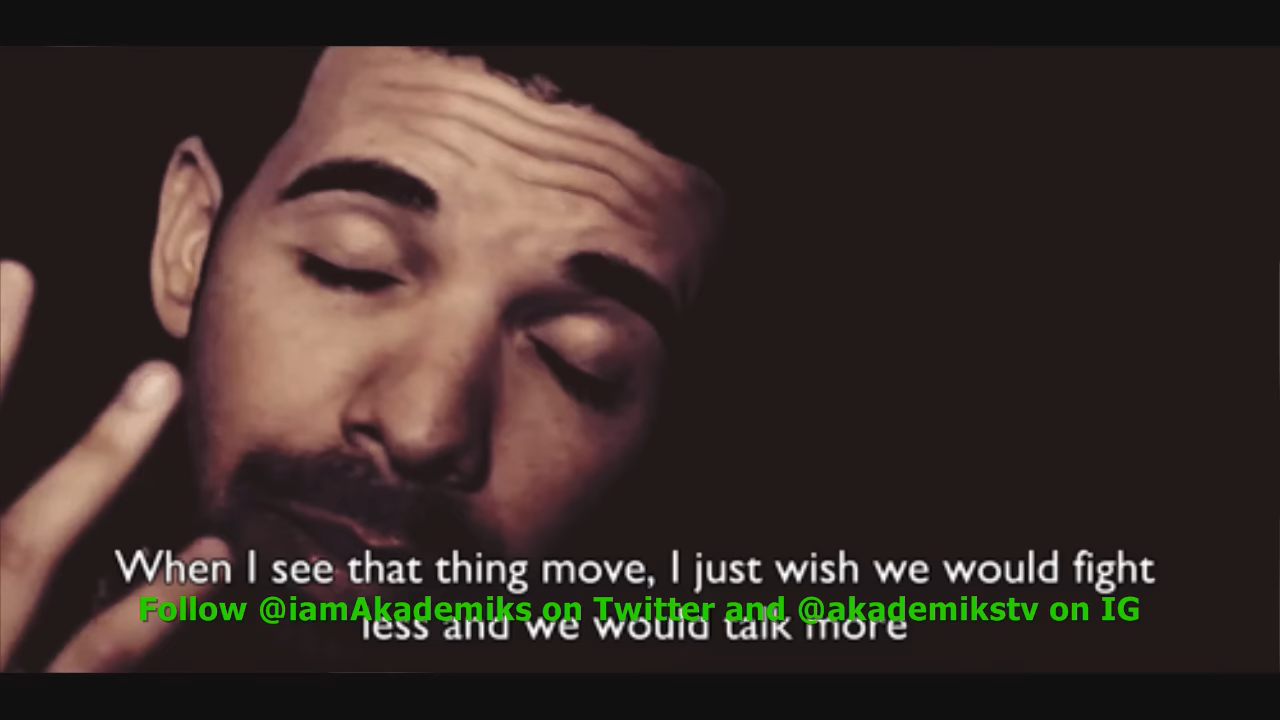 When I see that thing move, I just wish we would fight
Follow @iamAkademiks on Twitter and @akademikstv on IG
less and we would talk more